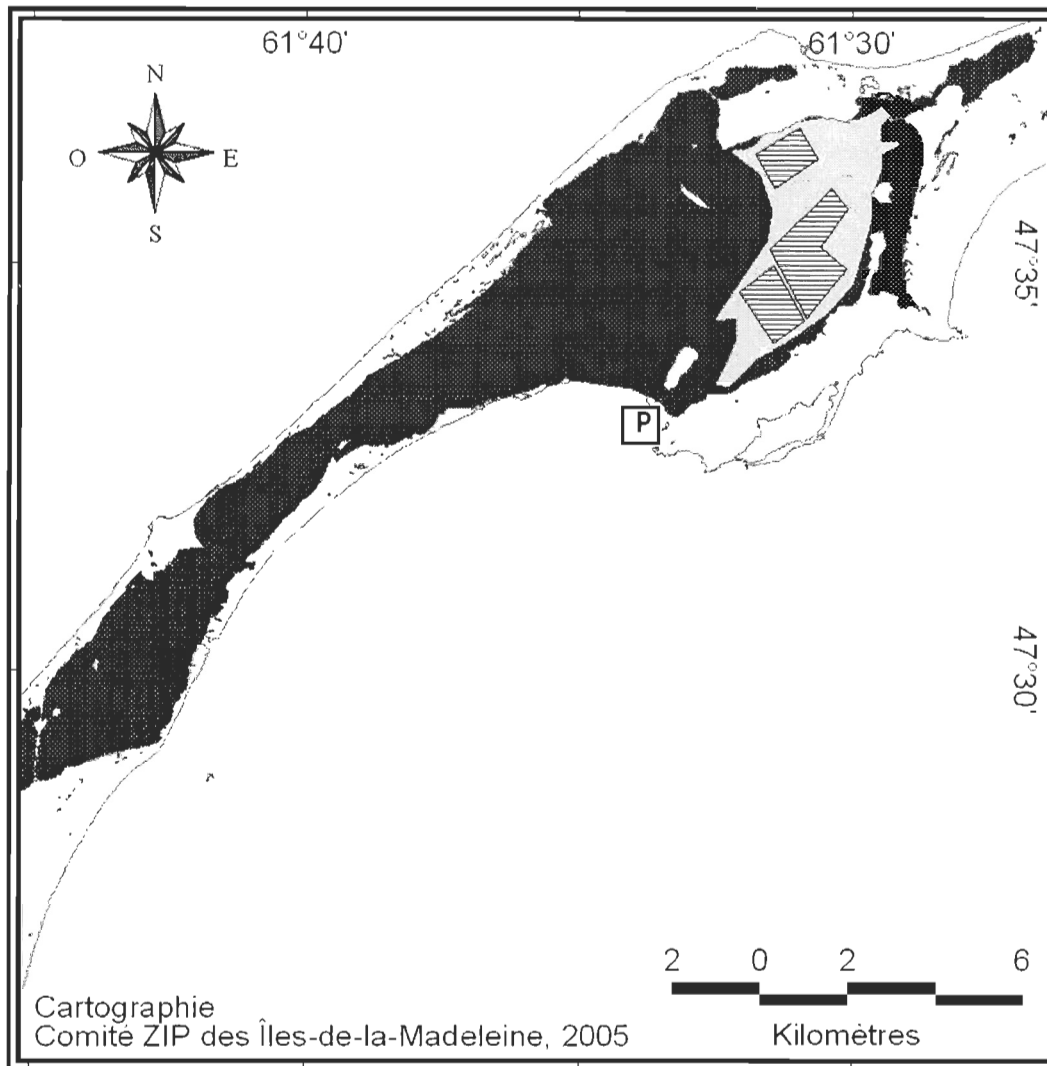 61°40' 61°30'
N
O E
S
47°35'
P
47°30'
2 0 2 6
Cartographie
Comité ZIP des Îles-de-la-Madeleine, 2005
Kilomètres